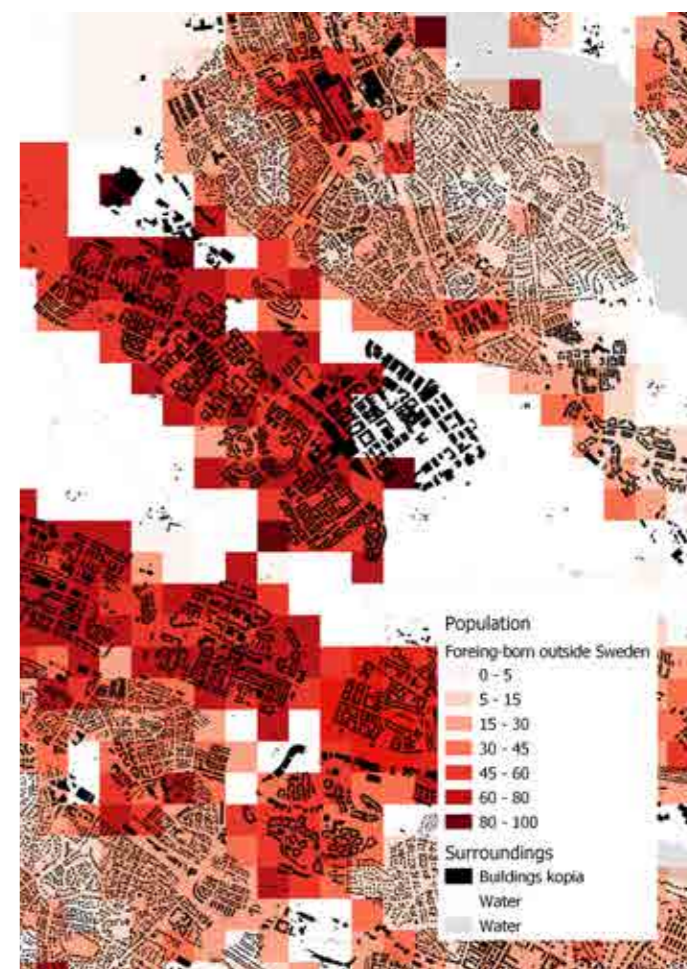 Population
Foreing-born outside Sweden
0 - 5
5 - 15
15 - 30
30 - 45
45 - 60
60 - 80
80 - 100
Surroundings
Buildings kopia
Water
Water